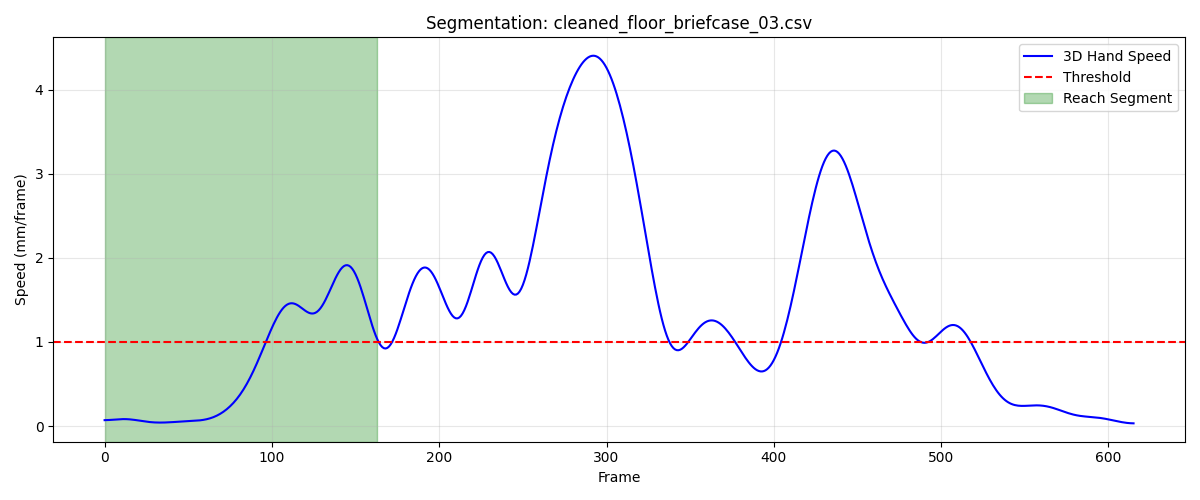 Segmentation: cleaned_floor_briefcase_03.csv
3D Hand Speed
Threshold
Reach Segment
Speed (mm/frame)
4
3
2
1
0
0 100 200 300 400 500 600
Frame